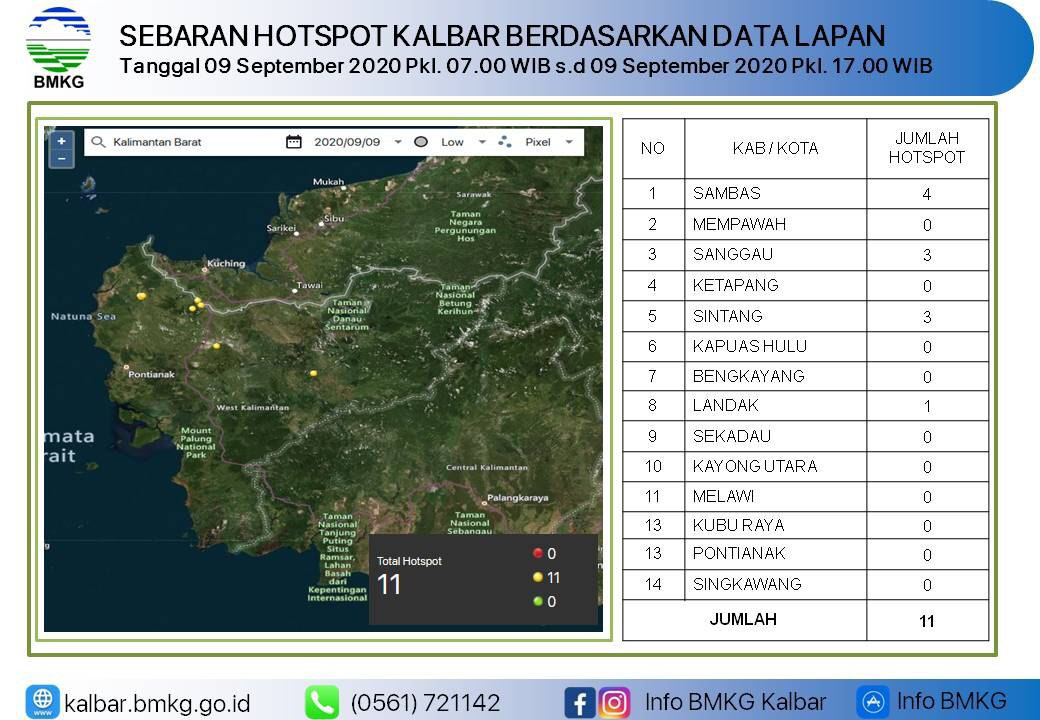 SEBARAN HOTSPOT KALBAR BERDASARKAN DATA LAPAN
Tanggal 09 September 2020 Pkl. 07.00 WIB s.d 09 September 2020 Pkl. 17.00 WIB
BMKG
+
−
Kalimantan Barat 2020/09/09 Low Pixel
Mukah
Sarawak
Sibu
Sarikei
Taman
Negara
Pergunungan
Hos
Kuching
Tawai
Taman
Nasional
Danau
Sentarum
Taman
Nasional
Betung
Kerihun
Natuna Sea
Pontianak
West Kalimantan
Mount
Palung
National
Park
mata
rait
Central Kalimantan
Palangkaraya
Taman
Nasional
Sebangau
Taman
Nasional
Tanjung
Puting
Situs
Ramsar,
Lahan
Basah
dari
Kepentingan
Internasional
Total Hotspot
11
0
11
0
NO KAB / KOTA JUMLAH HOTSPOT
1 SAMBAS 4
2 MEMPAWAH 0
3 SANGGAU 3
4 KETAPANG 0
5 SINTANG 3
6 KAPUAS HULU 0
7 BENGKAYANG 0
8 LANDAK 1
9 SEKADAU 0
10 KAYONG UTARA 0
11 MELAWI 0
13 KUBU RAYA 0
13 PONTIANAK 0
14 SINGKAWANG 0
JUMLAH 11
kalbar.bmkg.go.id (0561) 721142 Info BMKG Kalbar Info BMKG